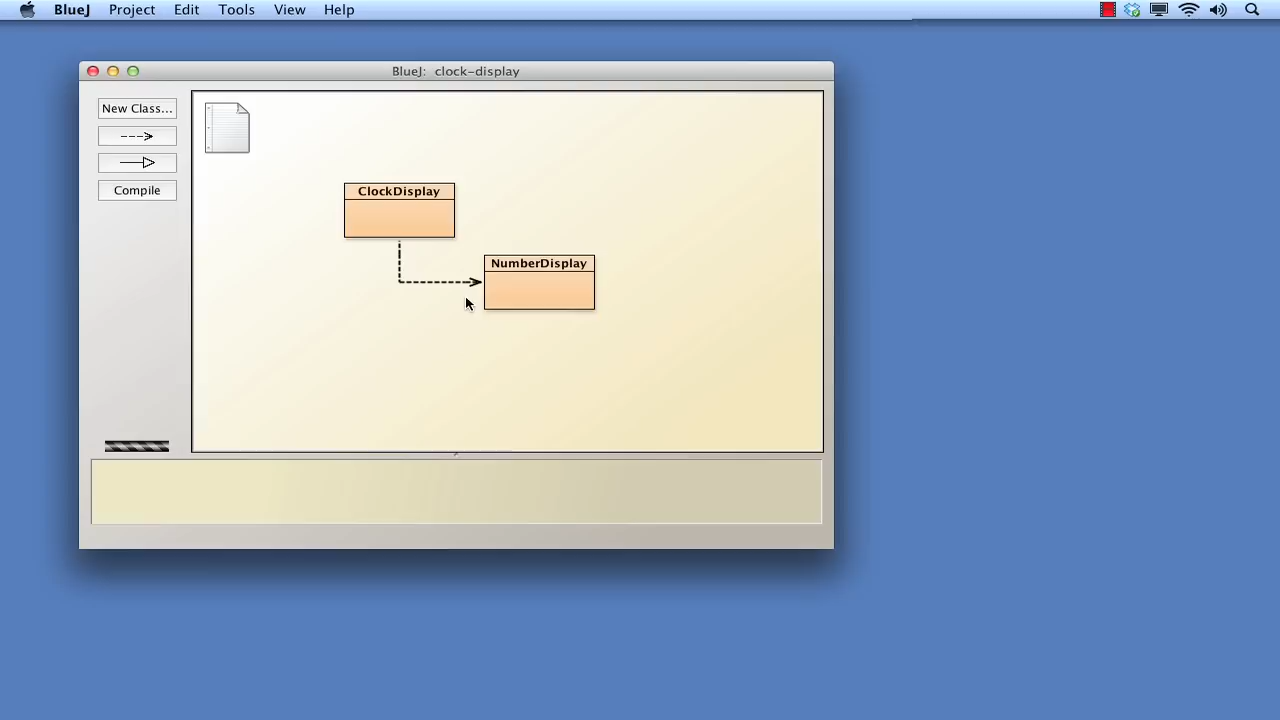 BlueJ Project Edit Tools View Help
BlueJ: clock-display
New Class...
Compile
ClockDisplay
NumberDisplay